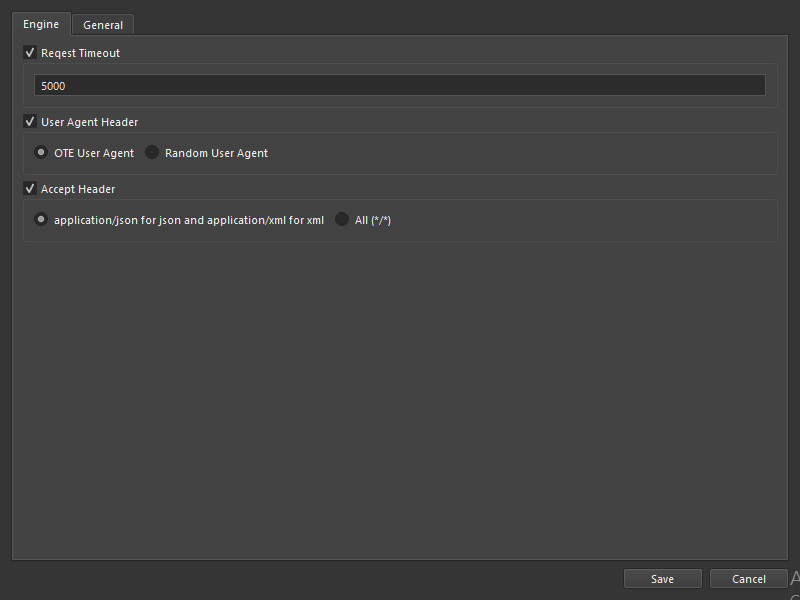 Engine General
Reqest Timeout
5000
User Agent Header
OTE User Agent Random User Agent
Accept Header
application/json for json and application/xml for xml All (*/*)
Save Cancel